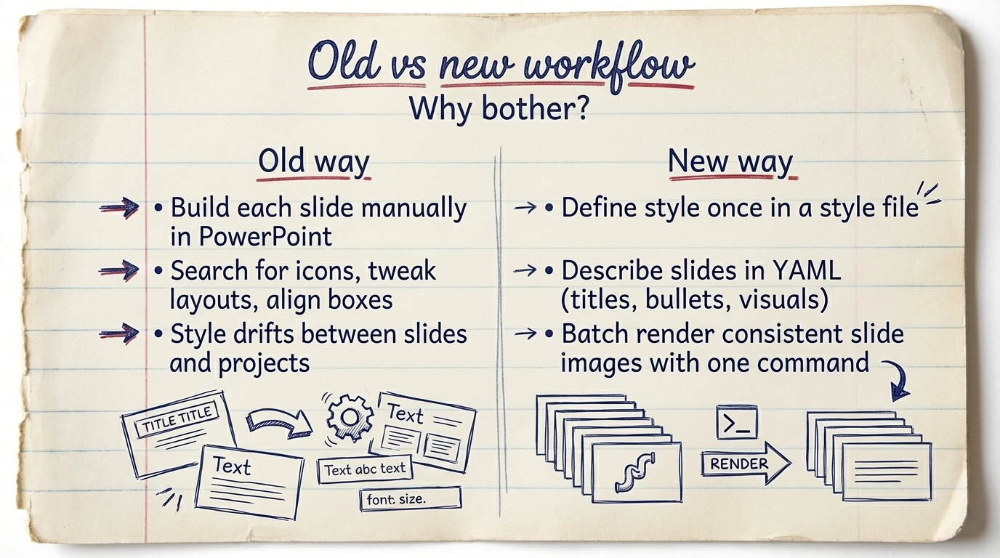 Old vs new workflow
Why bother?
Old way
• Build each slide manually
in PowerPoint
• Search for icons, tweak
layouts, align boxes
• Style drifts between slides
and projects
TITLE TITLE
Text
Text
Text abc text
font: size.
New way
• Define style once in a style file
• Describe slides in YAML
(titles, bullets, visuals)
• Batch render consistent slide
images with one command
>_
RENDER